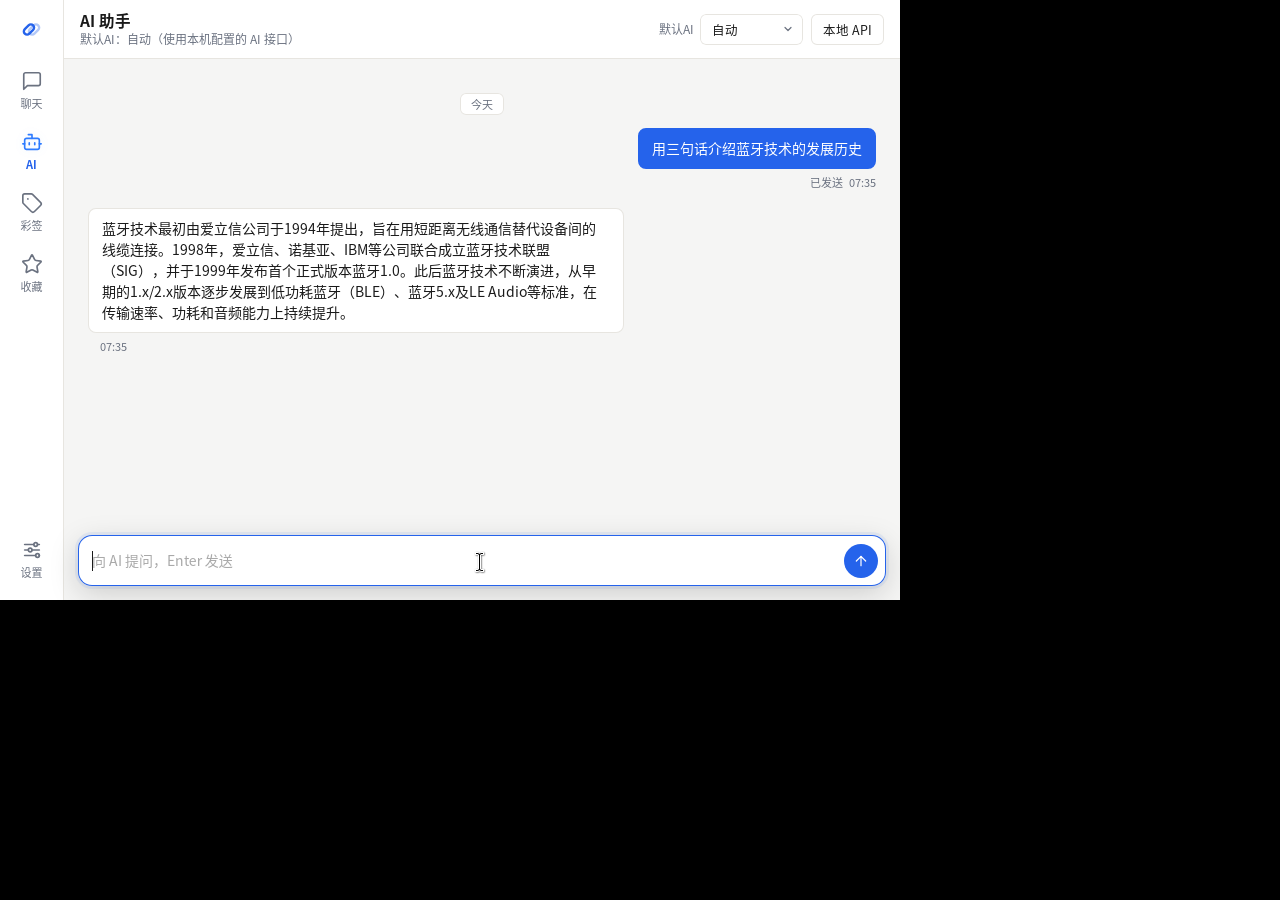 AI 助手
默认AI：自动（使用本机配置的 AI 接口）
默认AI
自动
本地 API
聊天
AI
彩签
收藏
设置
今天
用三句话介绍蓝牙技术的发展历史
已发送 07:35
蓝牙技术最初由爱立信公司于1994年提出，旨在用短距离无线通信替代设备间的
线缆连接。1998年，爱立信、诺基亚、IBM等公司联合成立蓝牙技术联盟
（SIG），并于1999年发布首个正式版本蓝牙1.0。此后蓝牙技术不断演进，从早
期的1.x/2.x版本逐步发展到低功耗蓝牙（BLE）、蓝牙5.x及LE Audio等标准，在
传输速率、功耗和音频能力上持续提升。
07:35
向 AI 提问，Enter 发送